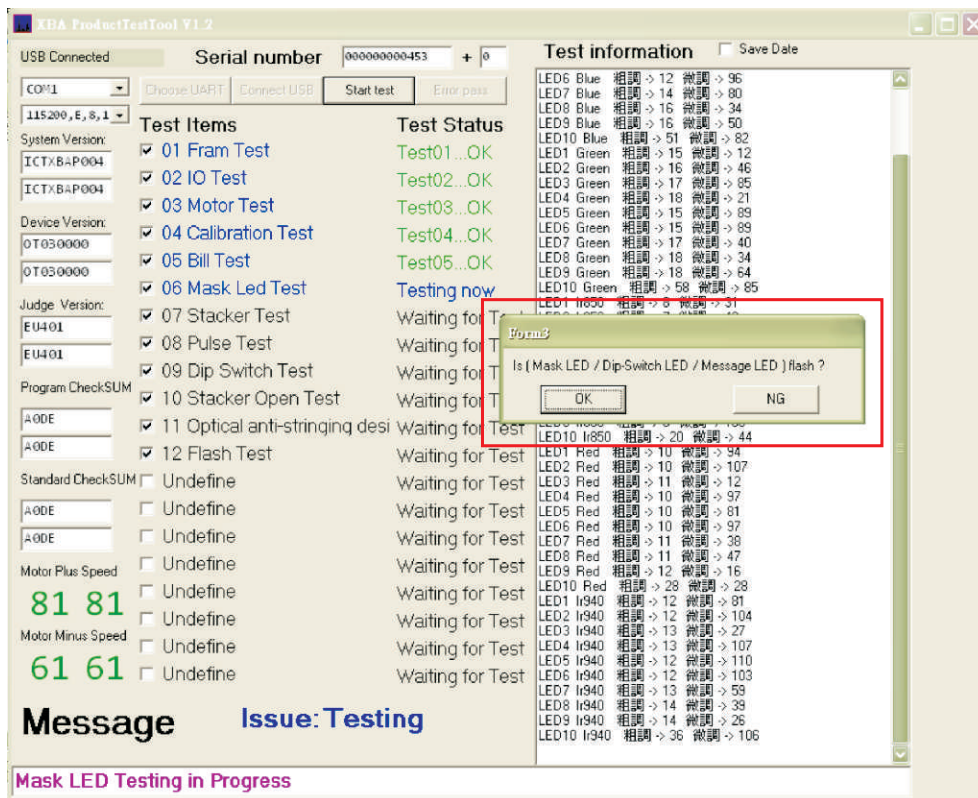 XBA ProductTestTool V1.2
USB Connected
Serial number
000000000453
+
0
COM1
Choose UART
Connect USB
Start test
Error pass
115200,E,8,1
System Version:
ICTXBAP004
ICTXBAP004
Device Version:
0T030000
0T030000
Judge Version:
EU401
EU401
Program CheckSUM
A0DE
A0DE
Standard CheckSUM
A0DE
A0DE
Motor Plus Speed
81 81
Motor Minus Speed
61 61
Test Items Test Status
01 Fram Test Test01...OK
02 IO Test Test02...OK
03 Motor Test Test03...OK
04 Calibration Test Test04...OK
05 Bill Test Test05...OK
06 Mask Led Test Testing now
07 Stacker Test Waiting for T
08 Pulse Test Waiting for T
09 Dip Switch Test Waiting for T
10 Stacker Open Test Waiting for T
11 Optical anti-stringing desi Waiting for Test
12 Flash Test Waiting for Test
Undefine Waiting for Test
Undefine Waiting for Test
Undefine Waiting for Test
Undefine Waiting for Test
Undefine Waiting for Test
Undefine Waiting for Test
Undefine Waiting for Test
Undefine Waiting for Test
Test information
Save Date
LED6 Blue 粗調 -> 12 微調 -> 96
LED7 Blue 粗調 -> 14 微調 -> 80
LED8 Blue 粗調 -> 16 微調 -> 34
LED9 Blue 粗調 -> 16 微調 -> 50
LED10 Blue 粗調 -> 51 微調 -> 82
LED1 Green 粗調 -> 15 微調 -> 12
LED2 Green 粗調 -> 16 微調 -> 46
LED3 Green 粗調 -> 17 微調 -> 85
LED4 Green 粗調 -> 18 微調 -> 21
LED5 Green 粗調 -> 15 微調 -> 89
LED6 Green 粗調 -> 15 微調 -> 89
LED7 Green 粗調 -> 17 微調 -> 40
LED8 Green 粗調 -> 18 微調 -> 34
LED9 Green 粗調 -> 18 微調 -> 64
LED10 Green 粗調 -> 58 微調 -> 85
LED1 Ir850 粗調 -> 8 微調 -> 31
Form3
Is ( Mask LED / Dip-Switch LED / Message LED ) flash ?
OK
NG
LED10 Ir850 粗調 -> 20 微調 -> 44
LED1 Red 粗調 -> 10 微調 -> 94
LED2 Red 粗調 -> 10 微調 -> 107
LED3 Red 粗調 -> 11 微調 -> 12
LED4 Red 粗調 -> 10 微調 -> 97
LED5 Red 粗調 -> 10 微調 -> 81
LED6 Red 粗調 -> 10 微調 -> 97
LED7 Red 粗調 -> 11 微調 -> 38
LED8 Red 粗調 -> 11 微調 -> 47
LED9 Red 粗調 -> 12 微調 -> 16
LED10 Red 粗調 -> 28 微調 -> 28
LED1 Ir940 粗調 -> 12 微調 -> 81
LED2 Ir940 粗調 -> 12 微調 -> 104
LED3 Ir940 粗調 -> 13 微調 -> 27
LED4 Ir940 粗調 -> 13 微調 -> 107
LED5 Ir940 粗調 -> 12 微調 -> 110
LED6 Ir940 粗調 -> 12 微調 -> 103
LED7 Ir940 粗調 -> 13 微調 -> 59
LED8 Ir940 粗調 -> 14 微調 -> 39
LED9 Ir940 粗調 -> 14 微調 -> 26
LED10 Ir940 粗調 -> 36 微調 -> 106
Message
Issue: Testing
Mask LED Testing in Progress